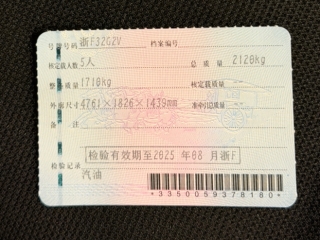 号牌号码 浙F32G2V 档案编号
核定载人数 5人 总 质 量 2120kg
整备质量 1710kg 核定载质量 --
外廓尺寸 4761×1826×1439mm 准牵引总质量 --
备 注
检验有效期至2025 年08 月浙F
检验记录
汽油
*3350059378180*